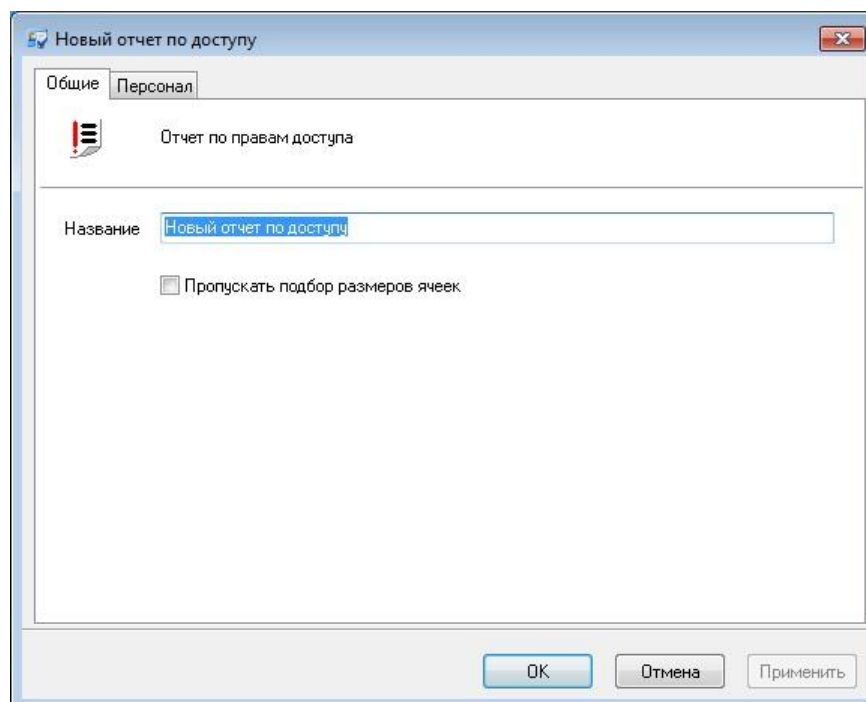 Новый отчет по доступу
Общие Персонал
Отчет по правам доступа
Название Новый отчет по доступу
Пропускать подбор размеров ячеек
OK Отмена Применить